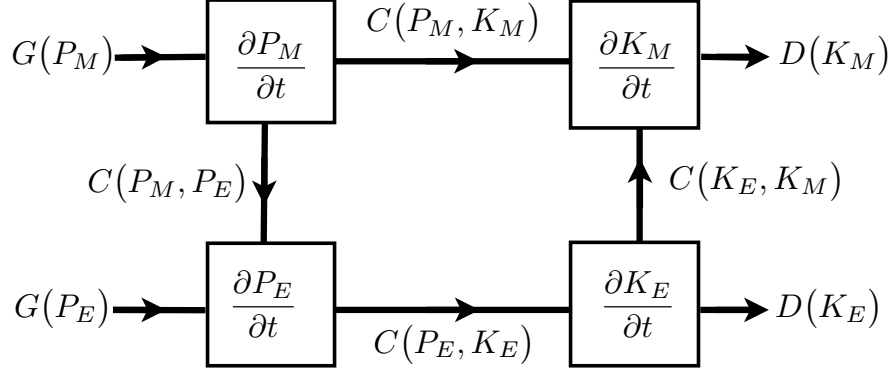 G(P_M) ∂P_M/∂t C(P_M, K_M) ∂K_M/∂t D(K_M)
C(P_M, P_E) C(K_E, K_M)
G(P_E) ∂P_E/∂t C(P_E, K_E) ∂K_E/∂t D(K_E)